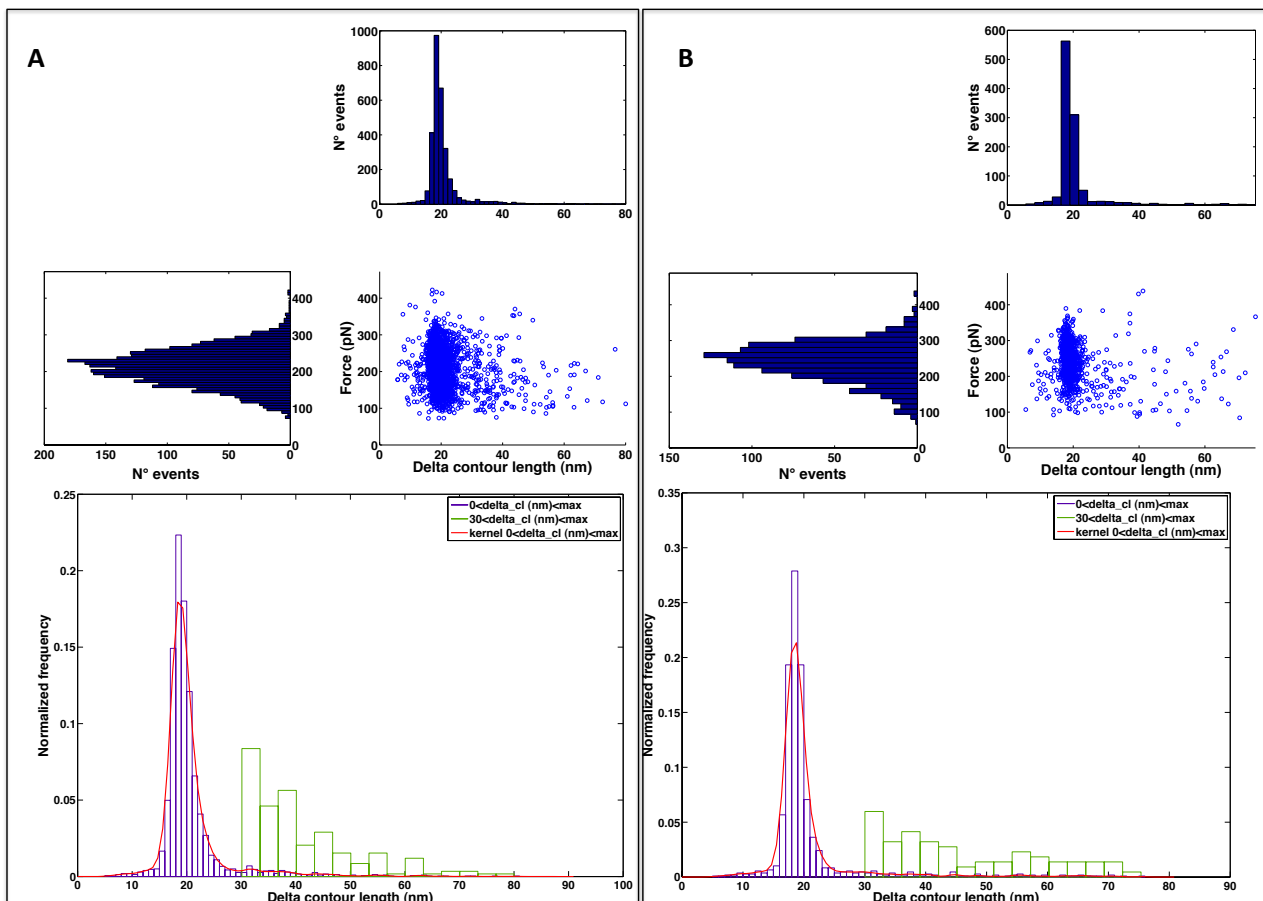 A
1000
800
600
400
200
0
N° events
0 20 40 60 80
200 150 100 50 0
N° events
400
300
200
100
0
Force (pN)
400
300
200
100
0
0 20 40 60 80
Delta contour length (nm)
0.25
0.2
0.15
0.1
0.05
0
Normalized frequency
0<delta_cl (nm)<max
30<delta_cl (nm)<max
kernel 0<delta_cl (nm)<max
0 10 20 30 40 50 60 70 80 90 100
Delta contour length (nm)
B
600
500
400
300
200
100
0
N° events
0 20 40 60
150 100 50 0
N° events
400
300
200
100
0
Force (pN)
400
300
200
100
0
0 20 40 60
Delta contour length (nm)
0.35
0.3
0.25
0.2
0.15
0.1
0.05
0
Normalized frequency
0<delta_cl (nm)<max
30<delta_cl (nm)<max
kernel 0<delta_cl (nm)<max
0 10 20 30 40 50 60 70 80 90
Delta contour length (nm)